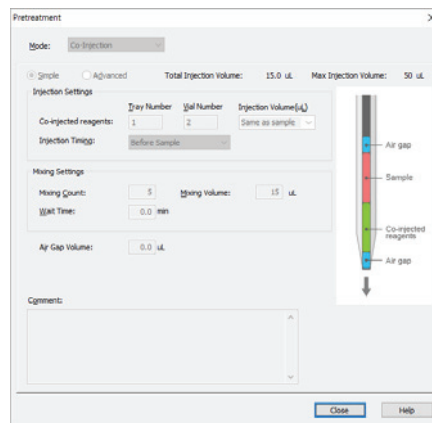 Pretreatment
Mode: Co-Injection
Simple Advanced Total Injection Volume: 15.0 uL Max Injection Volume: 50 uL
Injection Settings
Tray Number Vial Number Injection Volume(uL)
Co-injected reagents: 1 2 Same as sample
Injection Timing: Before Sample
Mixing Settings
Mixing Count: 5 Mixing Volume: 15 uL
Wait Time: 0.0 min
Air Gap Volume: 0.0 uL
Air gap
Sample
Co-injected
reagents
Air gap
Comment:
Close Help